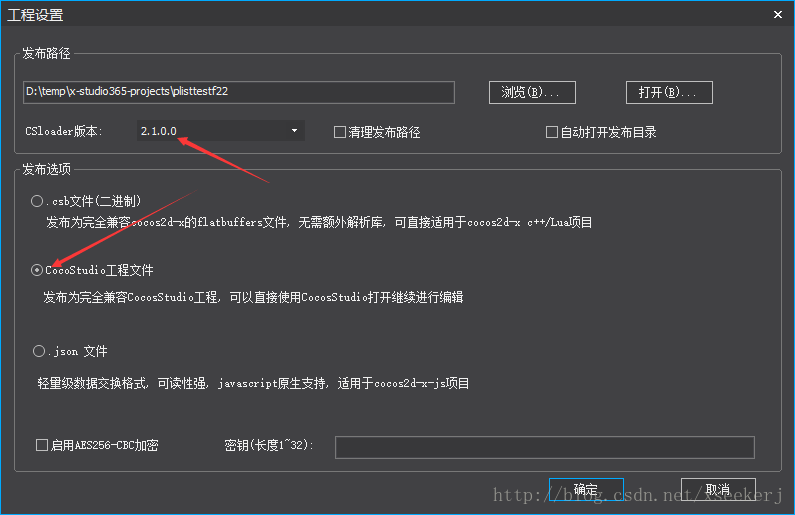 工程设置
发布路径
D:\temp\x-studio365-projects\plisttestf22
浏览(B)...
打开(B)...
CSloader版本:
2.1.0.0
清理发布路径
自动打开发布目录
发布选项
.csb文件(二进制)
发布为完全兼容cocos2d-x的flatbuffers文件, 无需额外解析库, 可直接适用于cocos2d-x c++/Lua项目
CocoStudio工程文件
发布为完全兼容CocosStudio工程, 可以直接使用CocosStudio打开继续进行编辑
.json 文件
轻量级数据交换格式, 可读性强, javascript原生支持, 适用于cocos2d-x-js项目
启用AES256-CBC加密
密钥(长度1~32):
确定
取消
http://blog.csdn.net/xseekerj